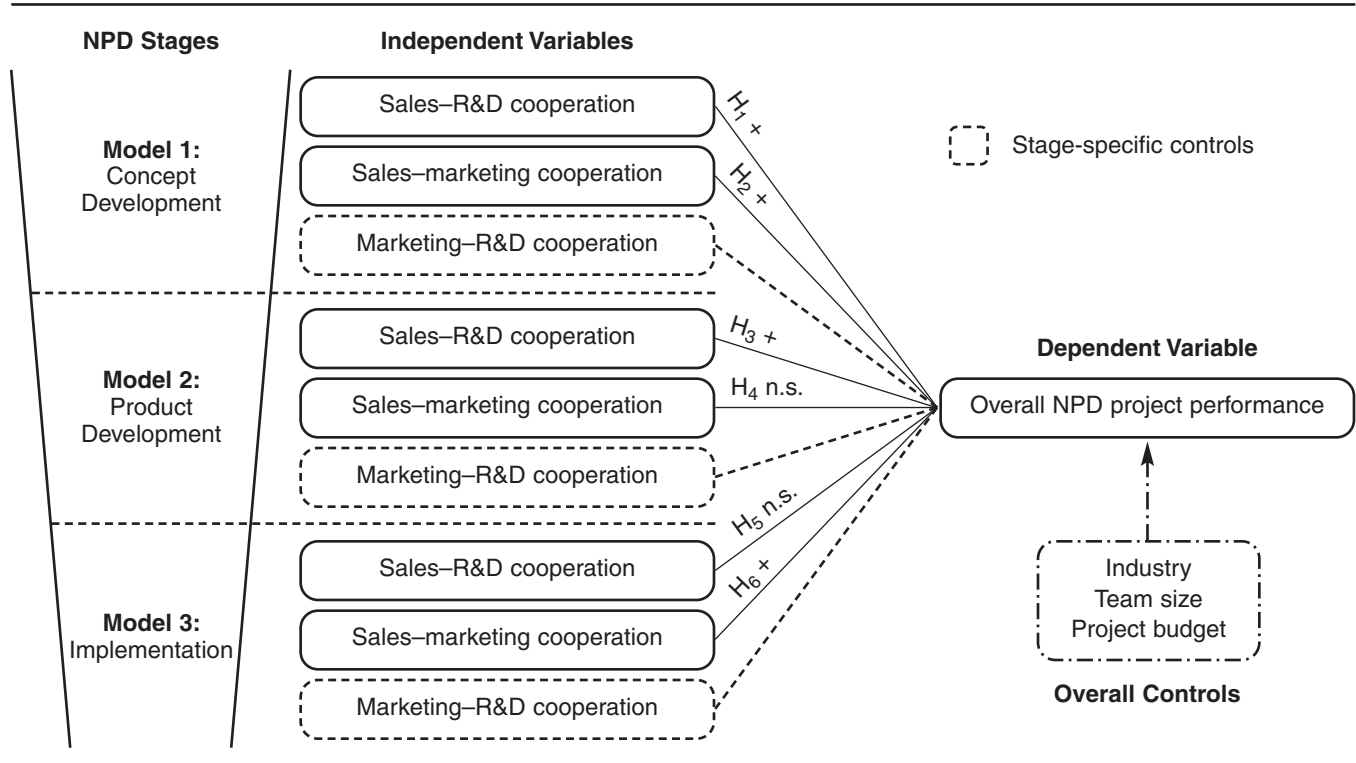 NPD Stages
Independent Variables
Model 1:
Concept
Development
Sales–R&D cooperation
Sales–marketing cooperation
Marketing–R&D cooperation
H1 +
H2 +
Stage-specific controls
Model 2:
Product
Development
Sales–R&D cooperation
Sales–marketing cooperation
Marketing–R&D cooperation
H3 +
H4 n.s.
Dependent Variable
Overall NPD project performance
Model 3:
Implementation
Sales–R&D cooperation
Sales–marketing cooperation
Marketing–R&D cooperation
H5 n.s.
H6 +
Industry
Team size
Project budget
Overall Controls